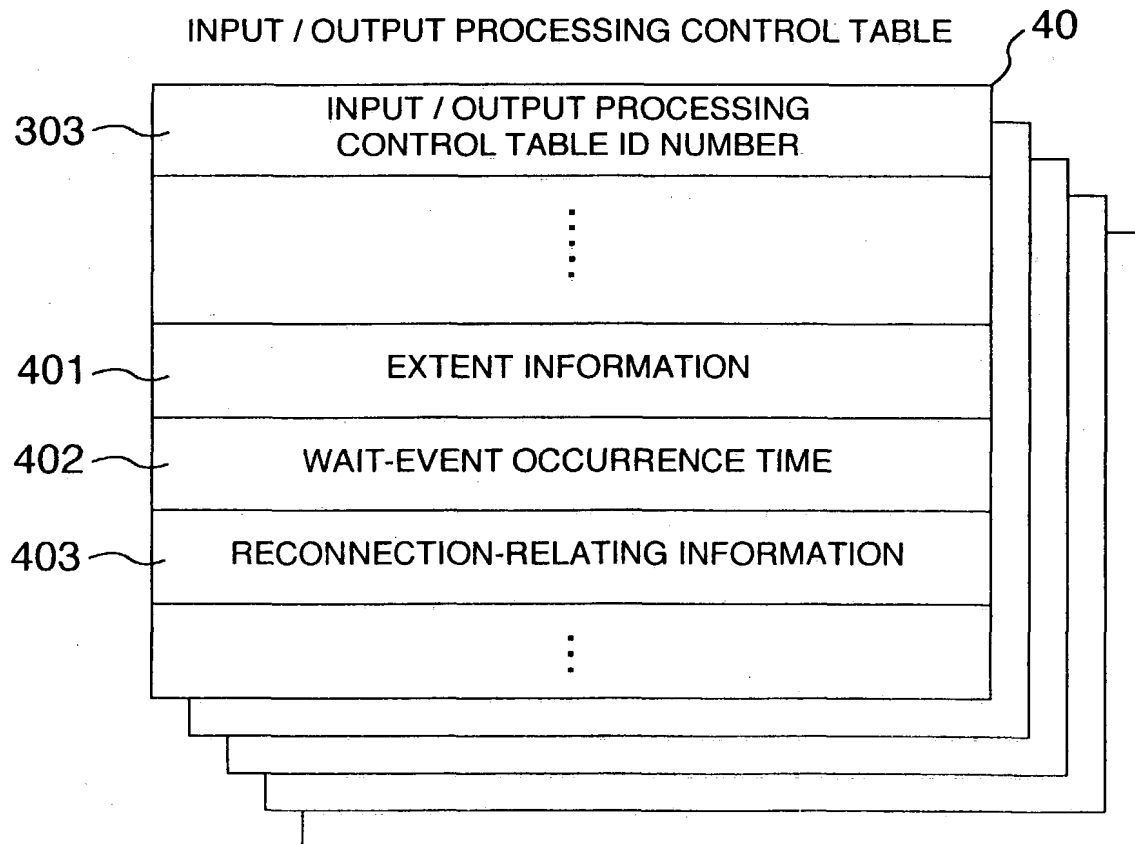 INPUT / OUTPUT PROCESSING CONTROL TABLE
40
303
INPUT / OUTPUT PROCESSING
CONTROL TABLE ID NUMBER
401
EXTENT INFORMATION
402
WAIT-EVENT OCCURRENCE TIME
403
RECONNECTION-RELATING INFORMATION